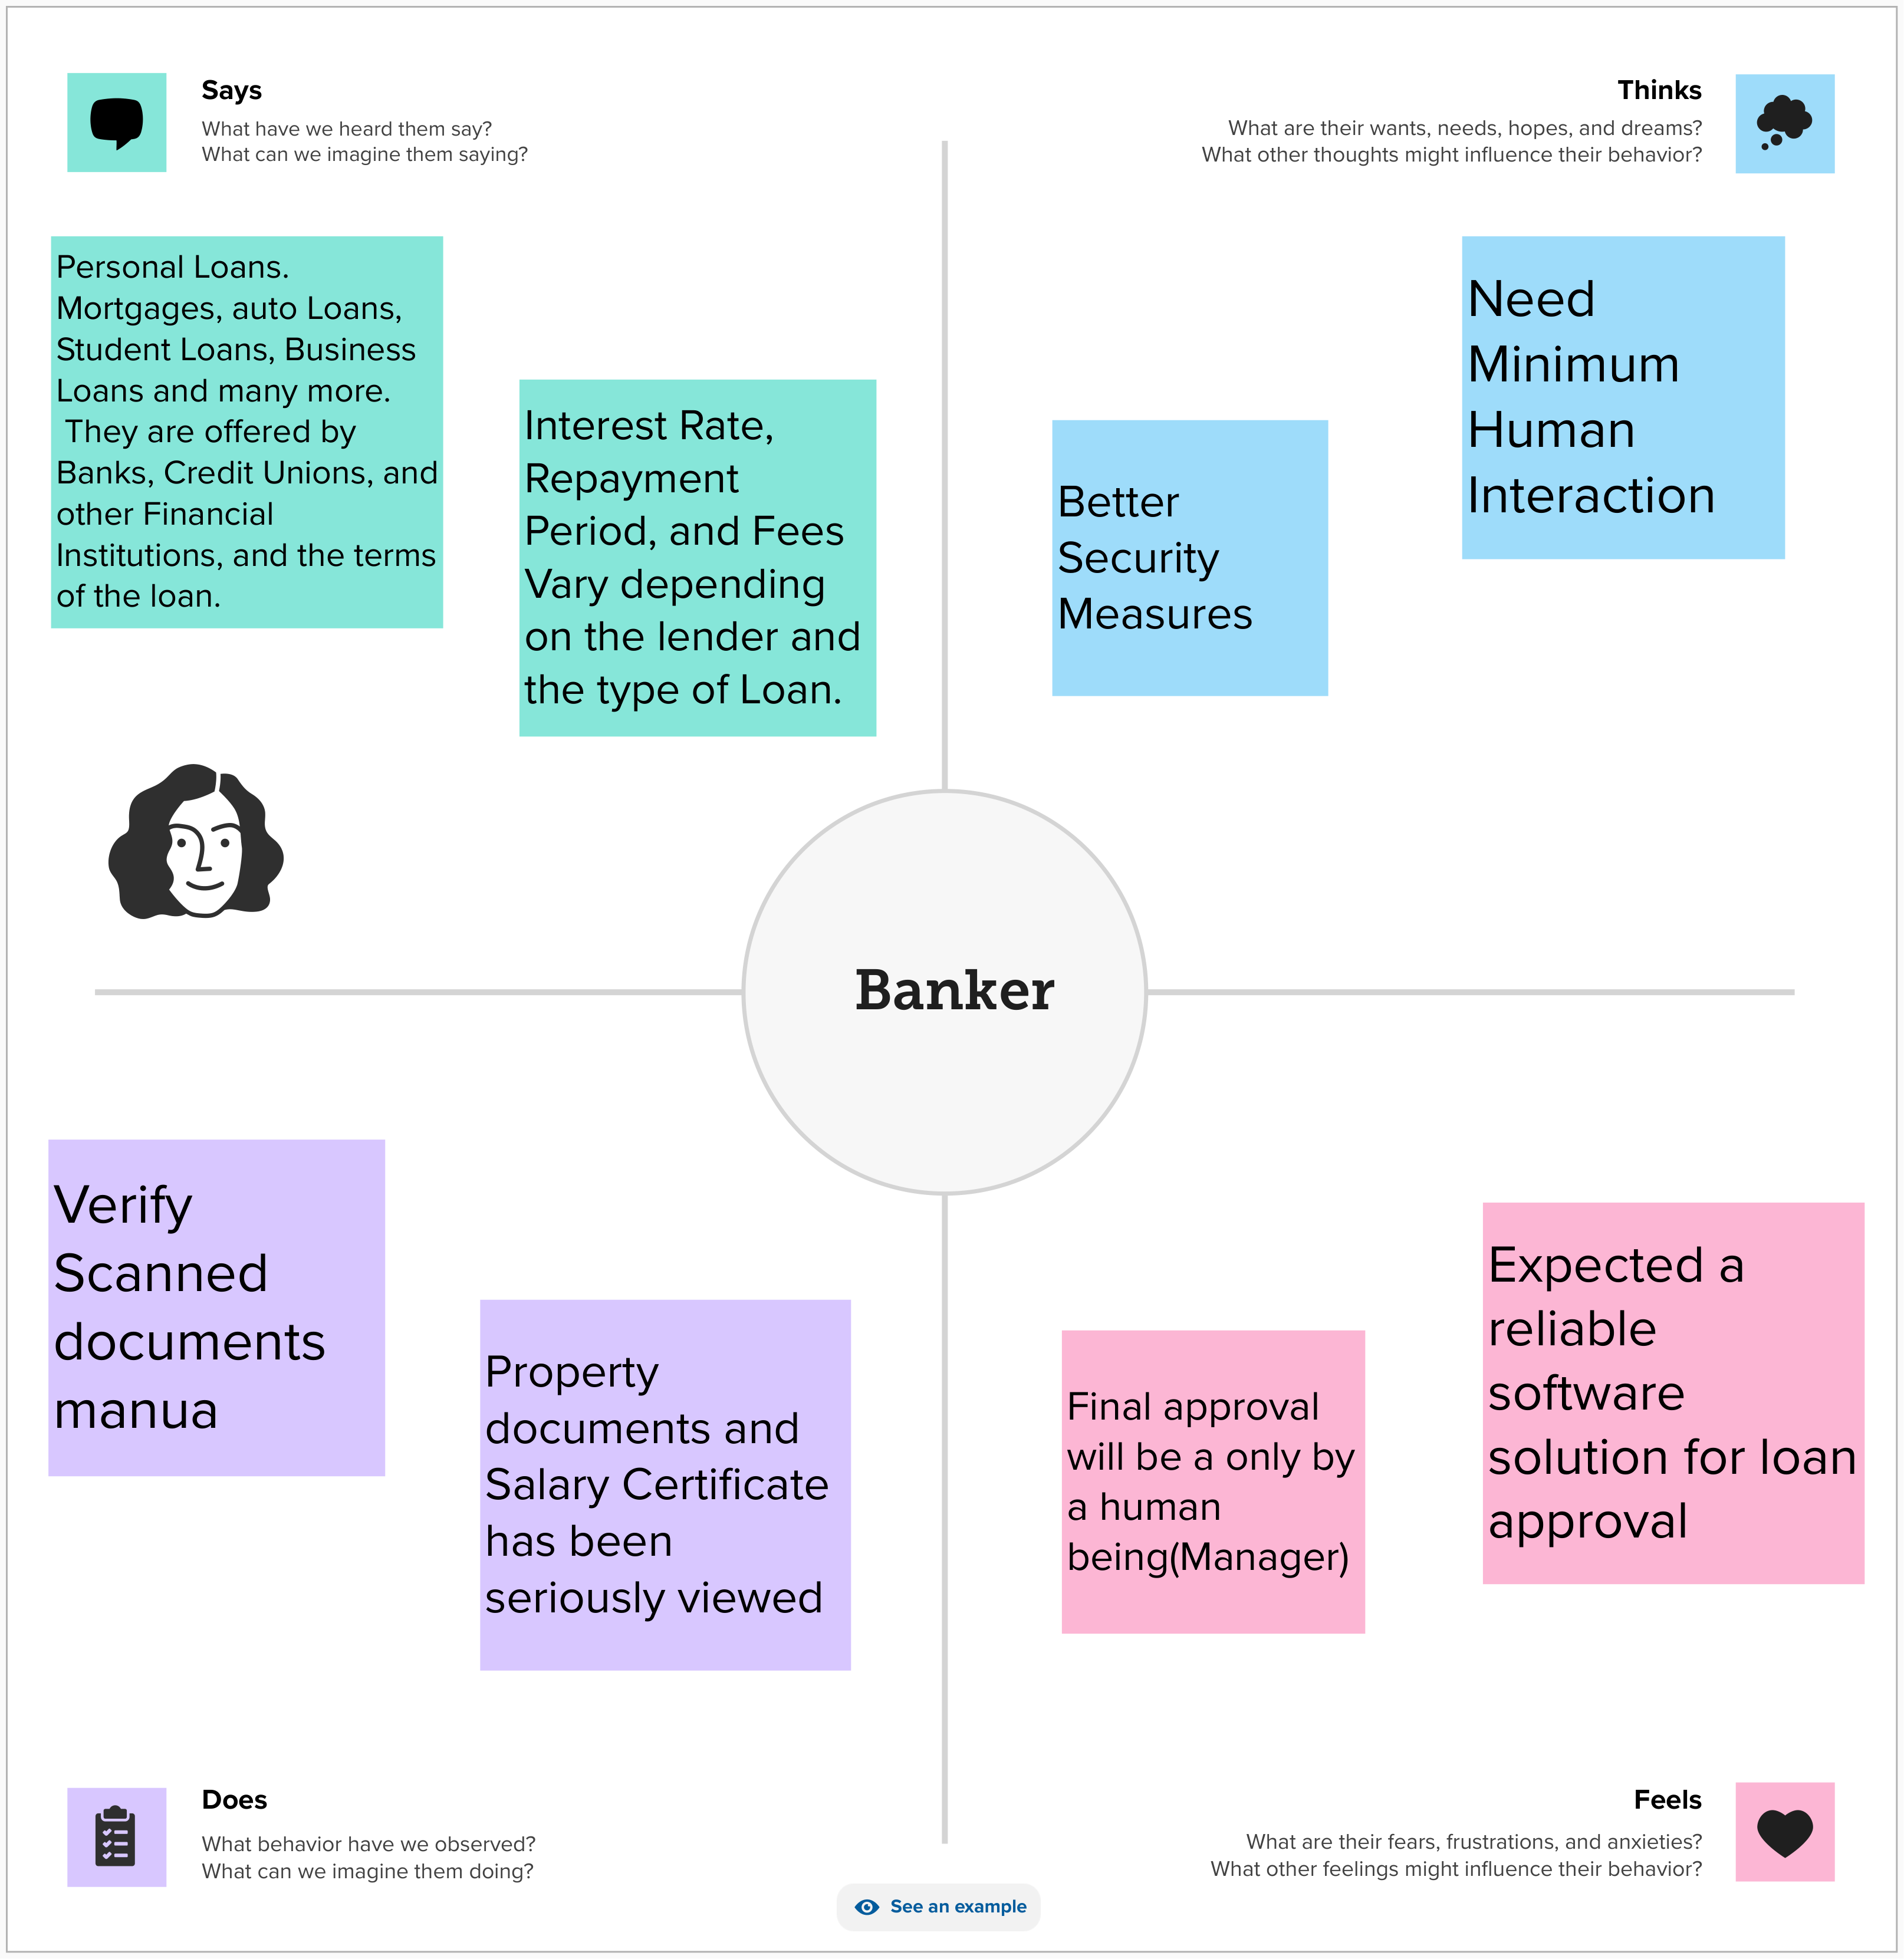 Says
What have we heard them say?
What can we imagine them saying?
Thinks
What are their wants, needs, hopes, and dreams?
What other thoughts might influence their behavior?
Personal Loans.
Mortgages, auto Loans,
Student Loans, Business
Loans and many more.
They are offered by
Banks, Credit Unions, and
other Financial
Institutions, and the terms
of the loan.
Interest Rate,
Repayment
Period, and Fees
Vary depending
on the lender and
the type of Loan.
Better
Security
Measures
Need
Minimum
Human
Interaction
Banker
Verify
Scanned
documents
manua
Property
documents and
Salary Certificate
has been
seriously viewed
Final approval
will be a only by
a human
being(Manager)
Expected a
reliable
software
solution for loan
approval
Does
What behavior have we observed?
What can we imagine them doing?
Feels
What are their fears, frustrations, and anxieties?
What other feelings might influence their behavior?
See an example